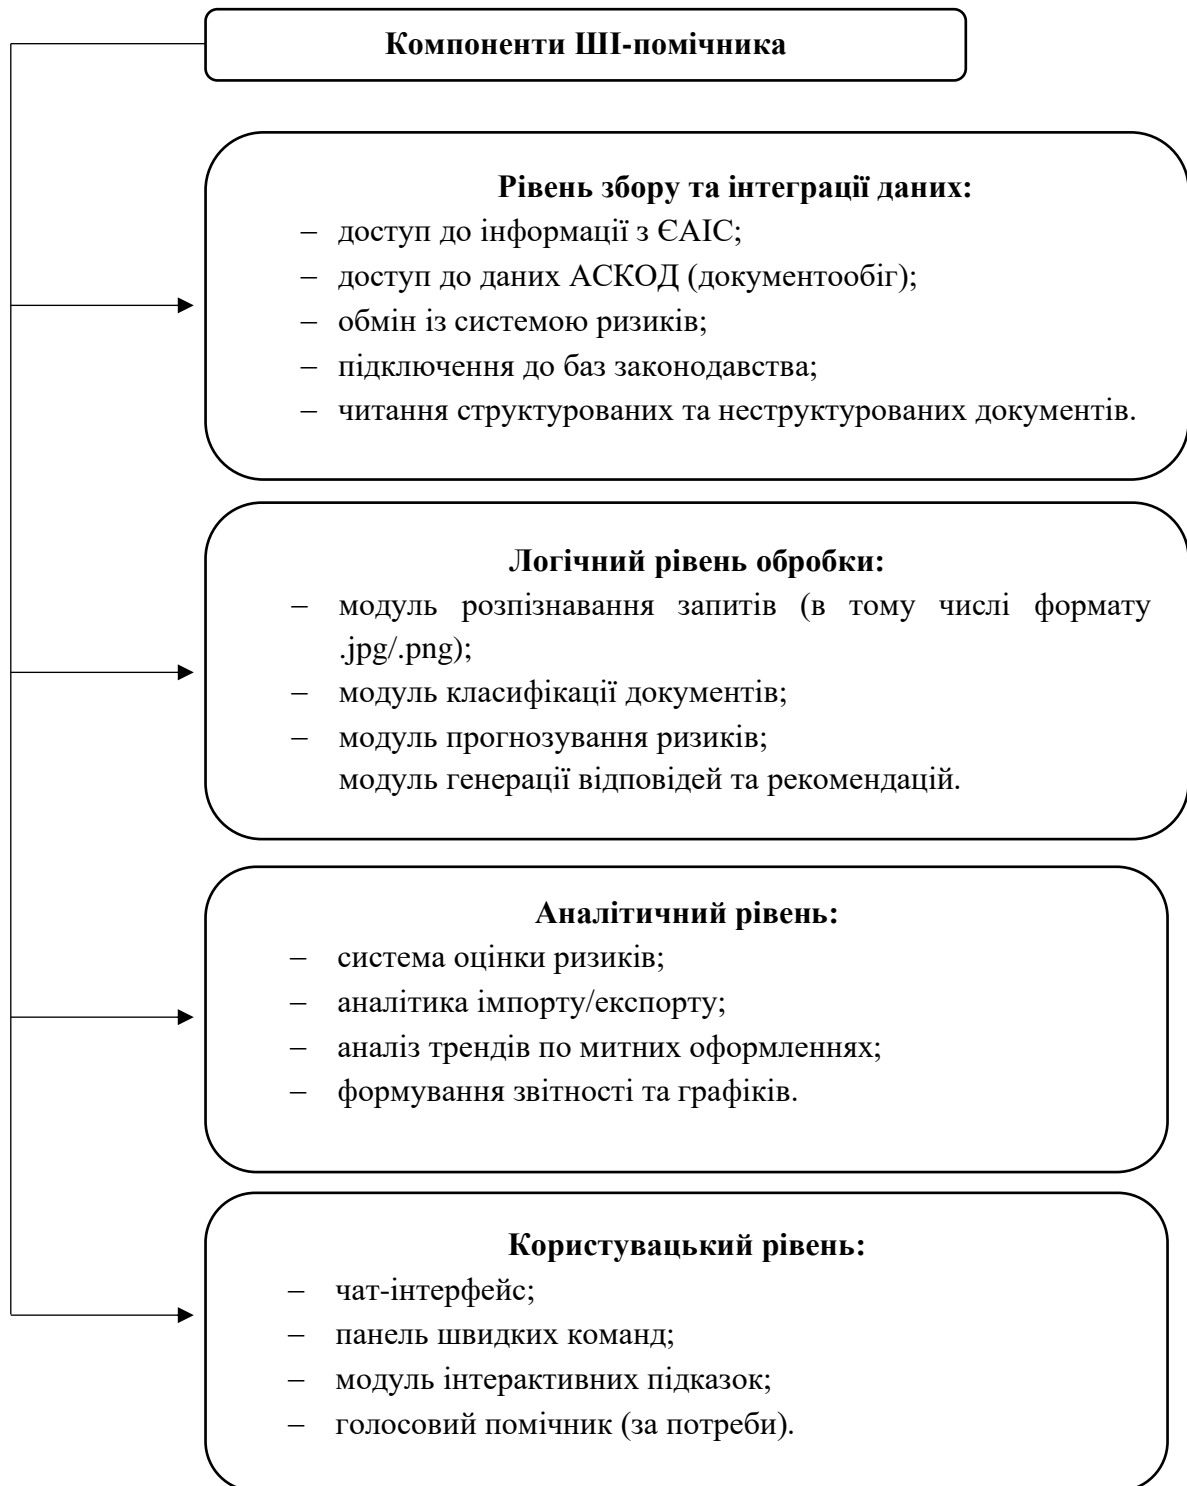 Компоненти ШІ-помічника
Рівень збору та інтеграції даних:
– доступ до інформації з ЄАІС;
– доступ до даних АСКОД (документообіг);
– обмін із системою ризиків;
– підключення до баз законодавства;
– читання структурованих та неструктурованих документів.
Логічний рівень обробки:
– модуль розпізнавання запитів (в тому числі формату
.jpg/.png);
– модуль класифікації документів;
– модуль прогнозування ризиків;
модуль генерації відповідей та рекомендацій.
Аналітичний рівень:
– система оцінки ризиків;
– аналітика імпорту/експорту;
– аналіз трендів по митних оформленнях;
– формування звітності та графіків.
Користувацький рівень:
– чат-інтерфейс;
– панель швидких команд;
– модуль інтерактивних підказок;
– голосовий помічник (за потреби).